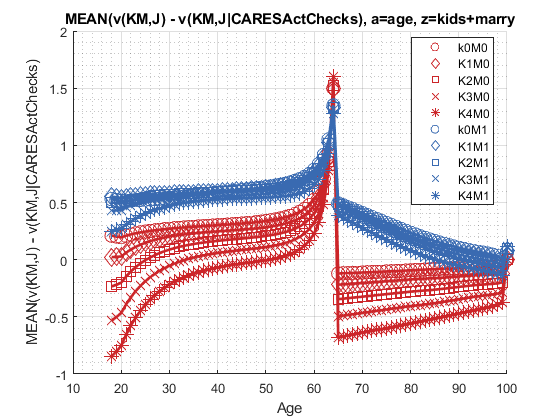 MEAN(v(KM,J) - v(KM,J|CARESActChecks), a=age, z=kids+marry
2
1.5
1
0.5
0
-0.5
-1
MEAN(v(KM,J) - v(KM,J|CARESActChecks)
k0M0
K1M0
K2M0
K3M0
K4M0
k0M1
K1M1
K2M1
K3M1
K4M1
10 20 30 40 50 60 70 80 90 100
Age